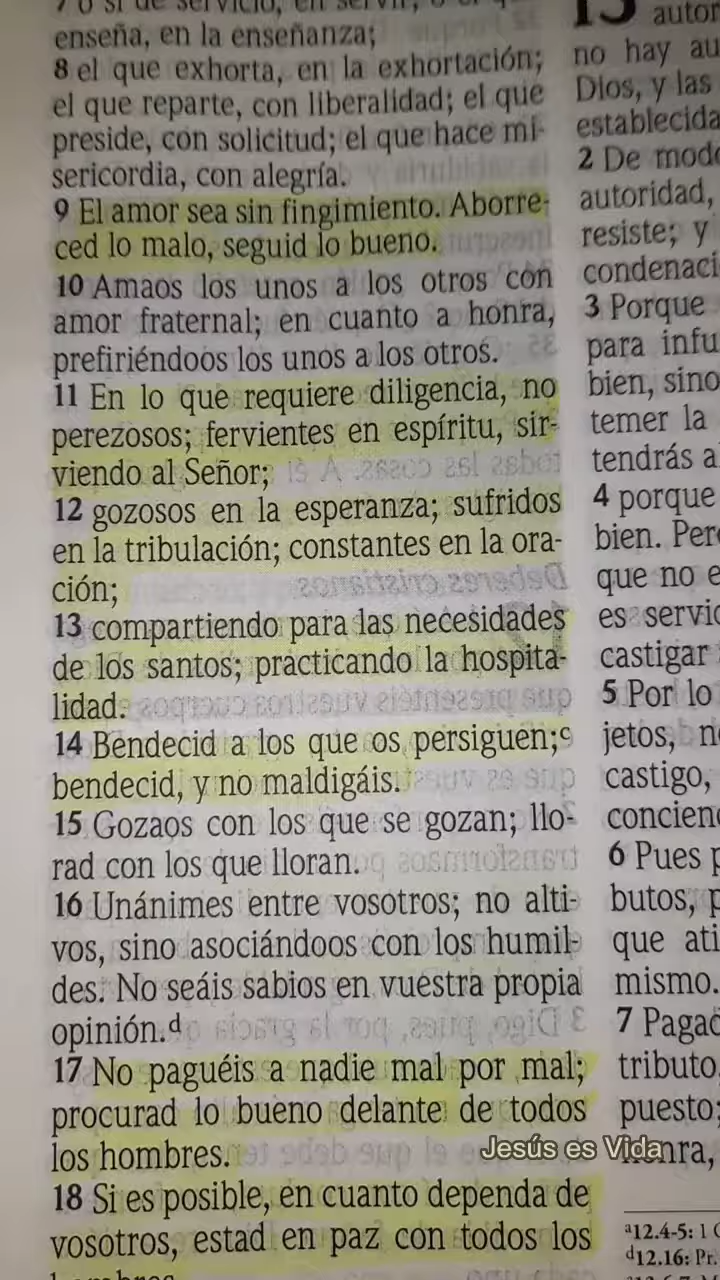 enseña, en la enseñanza;
8 el que exhorta, en la exhortación;
el que reparte, con liberalidad; el que
preside, con solicitud; el que hace mi-
sericordia, con alegría.
9 El amor sea sin fingimiento. Aborre-
ced lo malo, seguid lo bueno.
10 Amaos los unos a los otros con
amor fraternal; en cuanto a honra,
prefiriéndoos los unos a los otros.
11 En lo que requiere diligencia, no
perezosos; fervientes en espíritu, sir-
viendo al Señor;
12 gozosos en la esperanza; sufridos
en la tribulación; constantes en la ora-
ción;
13 compartiendo para las necesidades
de los santos; practicando la hospita-
lidad.
14 Bendecid a los que os persiguen;c
bendecid, y no maldigáis.
15 Gozaos con los que se gozan; llo-
rad con los que lloran.
16 Unánimes entre vosotros; no alti-
vos, sino asociándoos con los humil-
des. No seáis sabios en vuestra propia
opinión.d
17 No paguéis a nadie mal por mal;
procurad lo bueno delante de todos
los hombres.
18 Si es posible, en cuanto dependa de
vosotros, estad en paz con todos los
no hay au
Dios, y las
establecida
2 De modo
autoridad,
resiste; y
condenaci
3 Porque
para infu
bien, sino
temer la
tendrás a
4 porque
bien. Pero
que no e
es servic
castigar
5 Por lo
jetos, n
castigo,
concienc
6 Pues p
butos, p
que ati
mismo.
7 Pagad
tributo,
puesto;
honra,
a12.4-5: 1 C
d12.16: Pr.
Jesús es Vida